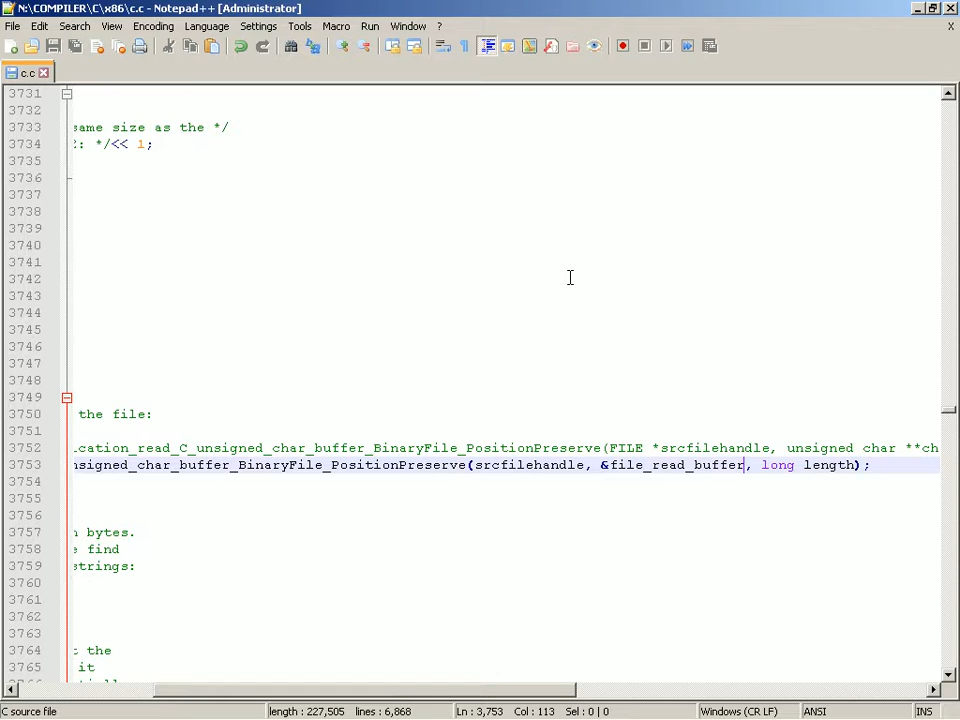 N:\COMPILER\C\x86\c.c - Notepad++ [Administrator]
File Edit Search View Encoding Language Settings Tools Macro Run Window ? X
c.c
3731
3732
3733 same size as the */
3734 2: */<< 1;
3735
3736
3737
3738
3739
3740
3741
3742
3743
3744
3745
3746
3747
3748
3749
3750 the file:
3751
3752 ication_read_C_unsigned_char_buffer_BinaryFile_PositionPreserve(FILE *srcfilehandle, unsigned char **ch
3753 nsigned_char_buffer_BinaryFile_PositionPreserve(srcfilehandle, &file_read_buffer, long length);
3754
3755
3756
3757 n bytes.
3758 e find
3759 strings:
3760
3761
3762
3763
3764 t the
3765 it
C source file length : 227,505 lines : 6,868 Ln : 3,753 Col : 113 Sel : 0 | 0 Windows (CR LF) ANSI INS